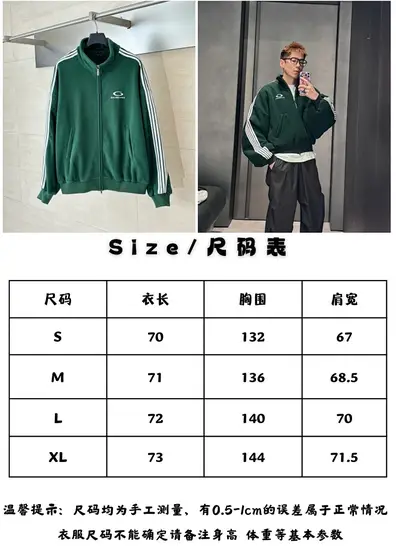 Size/尺码表
尺码 衣长 胸围 肩宽
S 70 132 67
M 71 136 68.5
L 72 140 70
XL 73 144 71.5
温馨提示：尺码均为手工测量、有0.5-1cm的误差属于正常情况
衣服尺码不能确定请备注身高 体重等基本参数